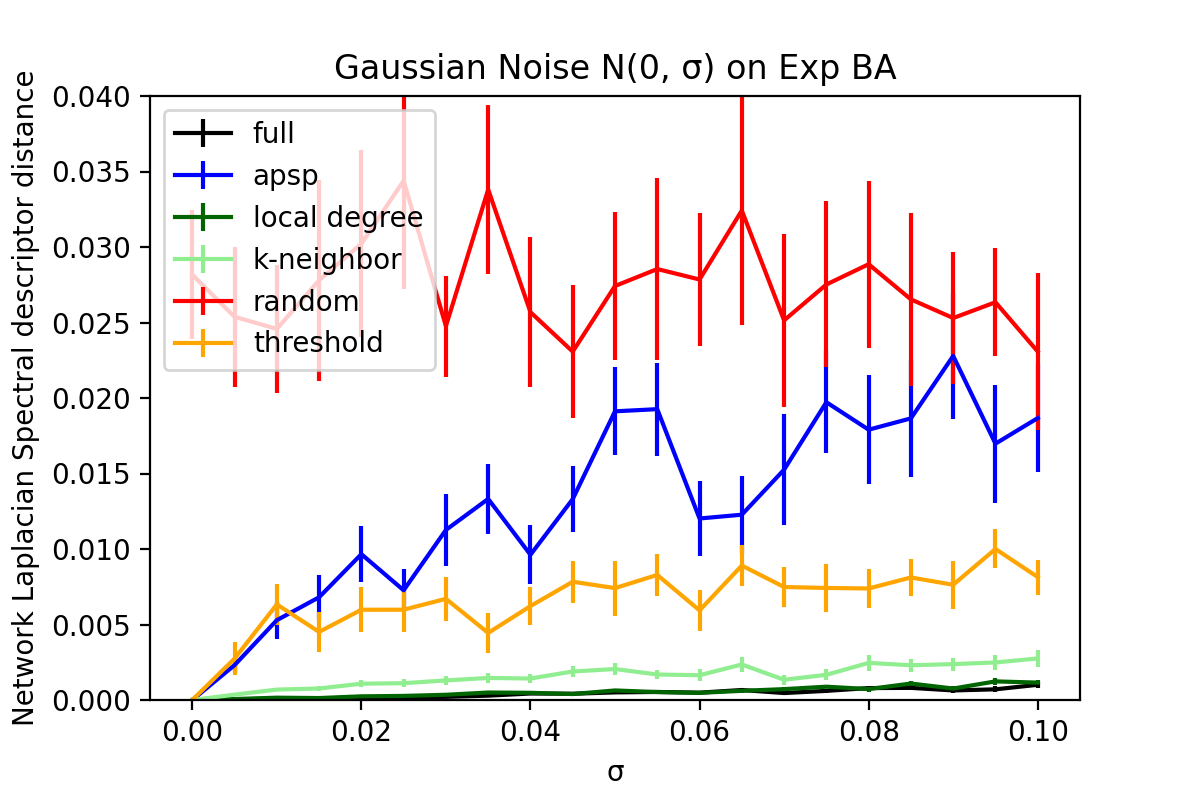 Gaussian Noise N(0, σ) on Exp BA
Network Laplacian Spectral descriptor distance
0.040
0.035
0.030
0.025
0.020
0.015
0.010
0.005
0.000
full
apsp
local degree
k-neighbor
random
threshold
0.00 0.02 0.04 0.06 0.08 0.10
σ